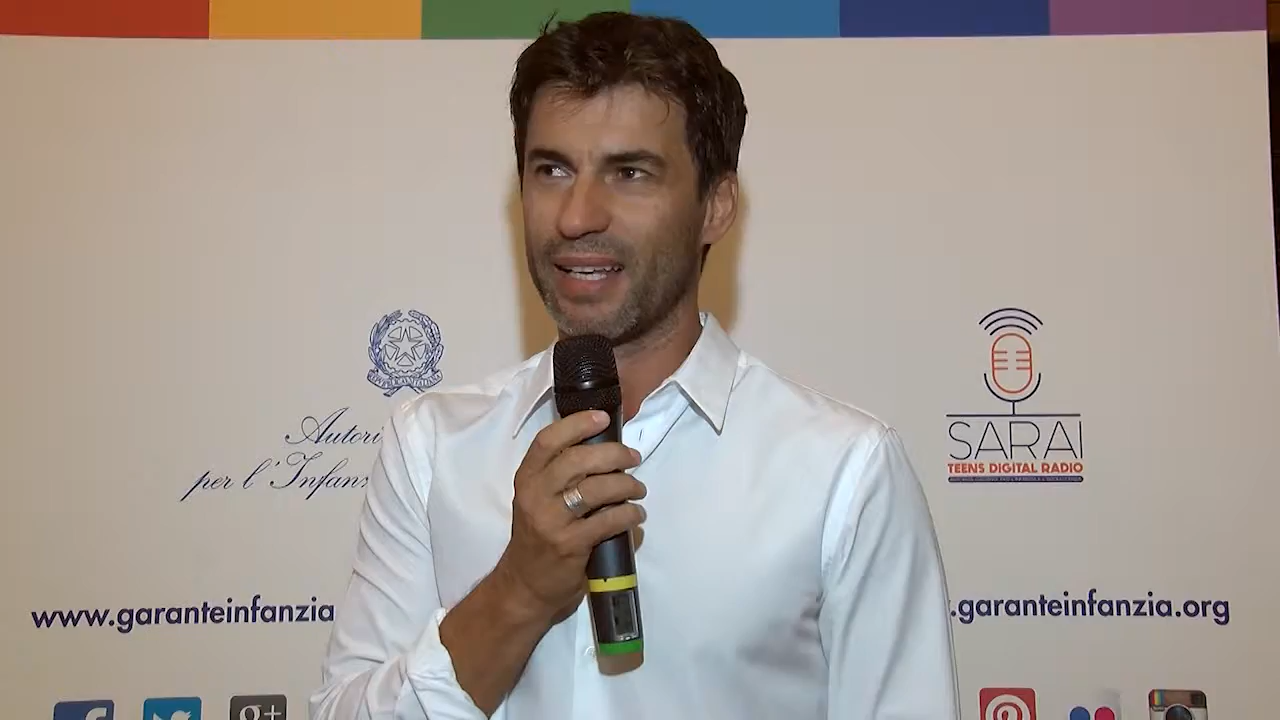 Autori
per l'Infan
SARAI
TEENS DIGITAL RADIO
www.garanteinfanzia
.garanteinfanzia.org
g+